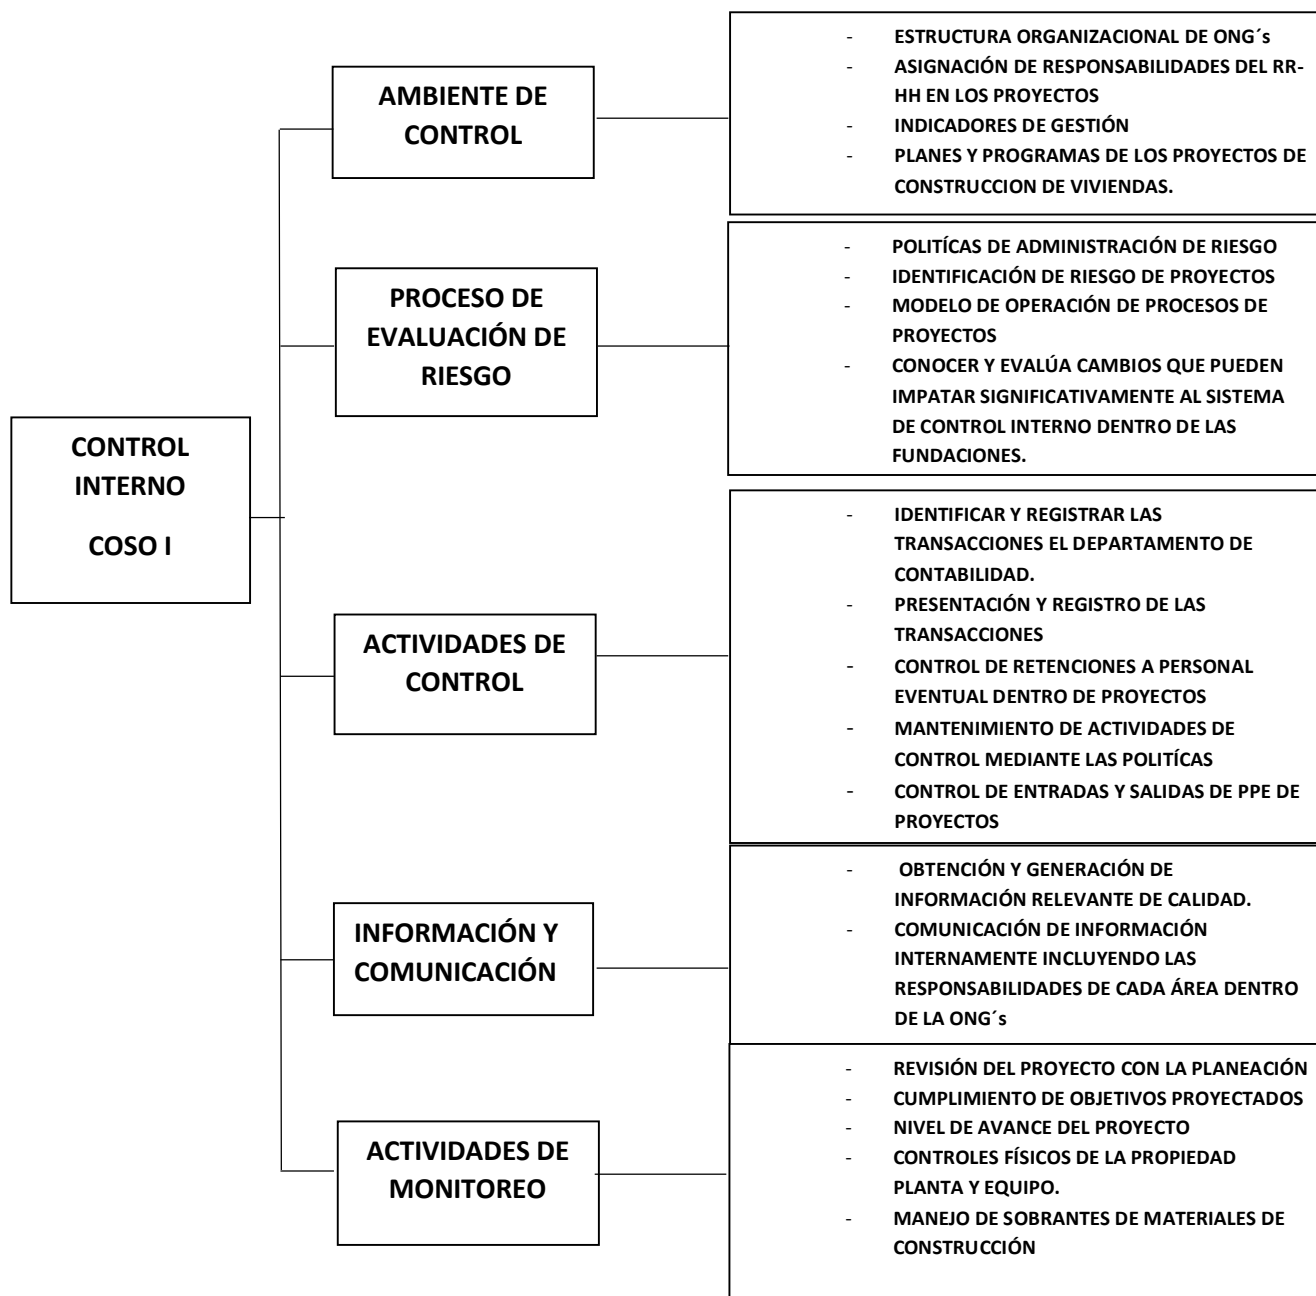 CONTROL
INTERNO
COSO I
AMBIENTE DE
CONTROL
- ESTRUCTURA ORGANIZACIONAL DE ONG´s
- ASIGNACIÓN DE RESPONSABILIDADES DEL RR-
HH EN LOS PROYECTOS
- INDICADORES DE GESTIÓN
- PLANES Y PROGRAMAS DE LOS PROYECTOS DE
CONSTRUCCION DE VIVIENDAS.
PROCESO DE
EVALUACIÓN DE
RIESGO
- POLITÍCAS DE ADMINISTRACIÓN DE RIESGO
- IDENTIFICACIÓN DE RIESGO DE PROYECTOS
- MODELO DE OPERACIÓN DE PROCESOS DE
PROYECTOS
- CONOCER Y EVALÚA CAMBIOS QUE PUEDEN
IMPATAR SIGNIFICATIVAMENTE AL SISTEMA
DE CONTROL INTERNO DENTRO DE LAS
FUNDACIONES.
ACTIVIDADES DE
CONTROL
- IDENTIFICAR Y REGISTRAR LAS
TRANSACCIONES EL DEPARTAMENTO DE
CONTABILIDAD.
- PRESENTACIÓN Y REGISTRO DE LAS
TRANSACCIONES
- CONTROL DE RETENCIONES A PERSONAL
EVENTUAL DENTRO DE PROYECTOS
- MANTENIMIENTO DE ACTIVIDADES DE
CONTROL MEDIANTE LAS POLITÍCAS
- CONTROL DE ENTRADAS Y SALIDAS DE PPE DE
PROYECTOS
INFORMACIÓN Y
COMUNICACIÓN
- OBTENCIÓN Y GENERACIÓN DE
INFORMACIÓN RELEVANTE DE CALIDAD.
- COMUNICACIÓN DE INFORMACIÓN
INTERNAMENTE INCLUYENDO LAS
RESPONSABILIDADES DE CADA ÁREA DENTRO
DE LA ONG´s
ACTIVIDADES DE
MONITOREO
- REVISIÓN DEL PROYECTO CON LA PLANEACIÓN
- CUMPLIMIENTO DE OBJETIVOS PROYECTADOS
- NIVEL DE AVANCE DEL PROYECTO
- CONTROLES FÍSICOS DE LA PROPIEDAD
PLANTA Y EQUIPO.
- MANEJO DE SOBRANTES DE MATERIALES DE
CONSTRUCCIÓN